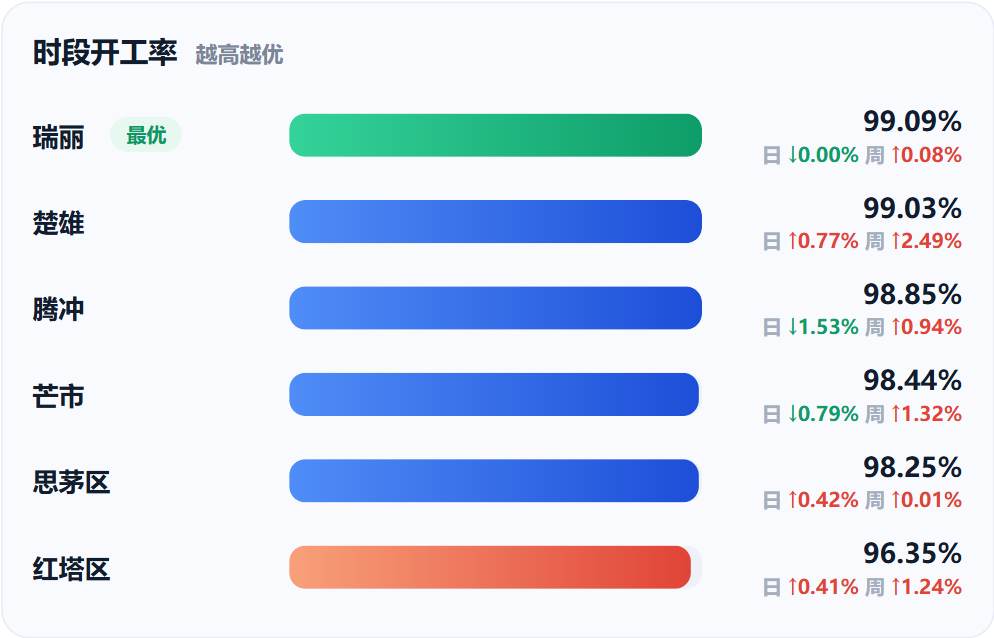 时段开工率 越高越优
瑞丽 最优 99.09%
日 ↓0.00% 周 ↑0.08%
楚雄 99.03%
日 ↑0.77% 周 ↑2.49%
腾冲 98.85%
日 ↓1.53% 周 ↑0.94%
芒市 98.44%
日 ↓0.79% 周 ↑1.32%
思茅区 98.25%
日 ↑0.42% 周 ↑0.01%
红塔区 96.35%
日 ↑0.41% 周 ↑1.24%